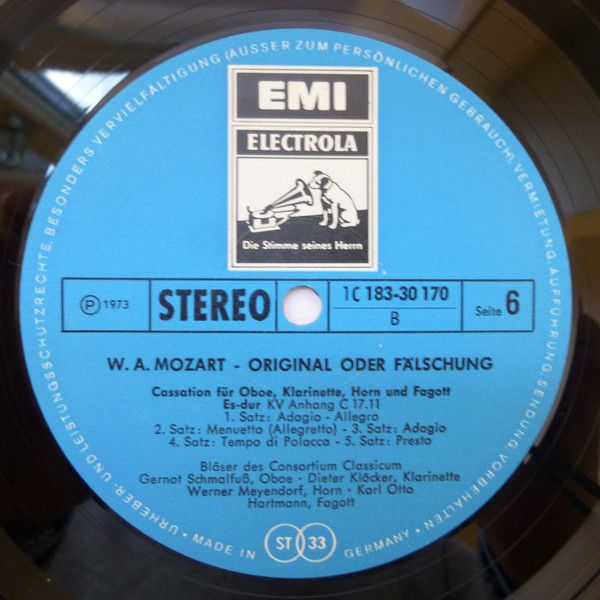 URHEBER- UND LEISTUNGSSCHUTZRECHTE, BESONDERS VERVIELFÄLTIGUNG (AUSSER ZUM PERSÖNLICHEN GEBRAUCH), VERMIETUNG AUFFÜHRUNG·SENDUNG VORBEHALTEN
EMI
ELECTROLA
Die Stimme seines Herrn
Ⓟ 1973
STEREO
1C 183-30 170
B
Seite 6
W. A. MOZART - ORIGINAL ODER FÄLSCHUNG
Cassation für Oboe, Klarinette, Horn und Fagott
Es-dur KV Anhang C 17.11
1. Satz: Adagio - Allegro
2. Satz: Menuetto (Allegretto) - 3. Satz: Adagio
4. Satz: Tempo di Polacca - 5. Satz: Presto
Bläser des Consortium Classicum
Gernot Schmalfuß, Oboe · Dieter Klöcker, Klarinette
Werner Meyendorf, Horn · Karl Otto
Hartmann, Fagott
• MADE IN GERMANY •
ST 33